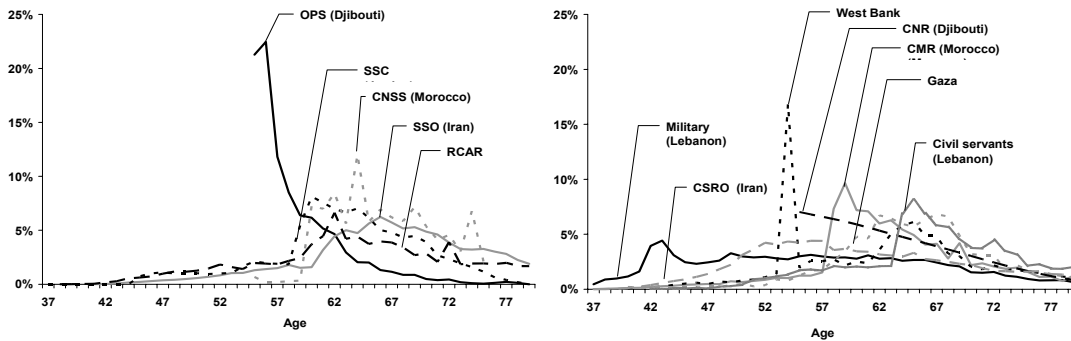 25%
20%
15%
10%
5%
0%
OPS (Djibouti)
SSC
CNSS (Morocco)
SSO (Iran)
RCAR
37 42 47 52 57 62 67 72 77
Age
25%
20%
15%
10%
5%
0%
West Bank
CNR (Djibouti)
CMR (Morocco)
Gaza
Military
(Lebanon)
Civil servants
(Lebanon)
CSRO (Iran)
37 42 47 52 57 62 67 72 77
Age